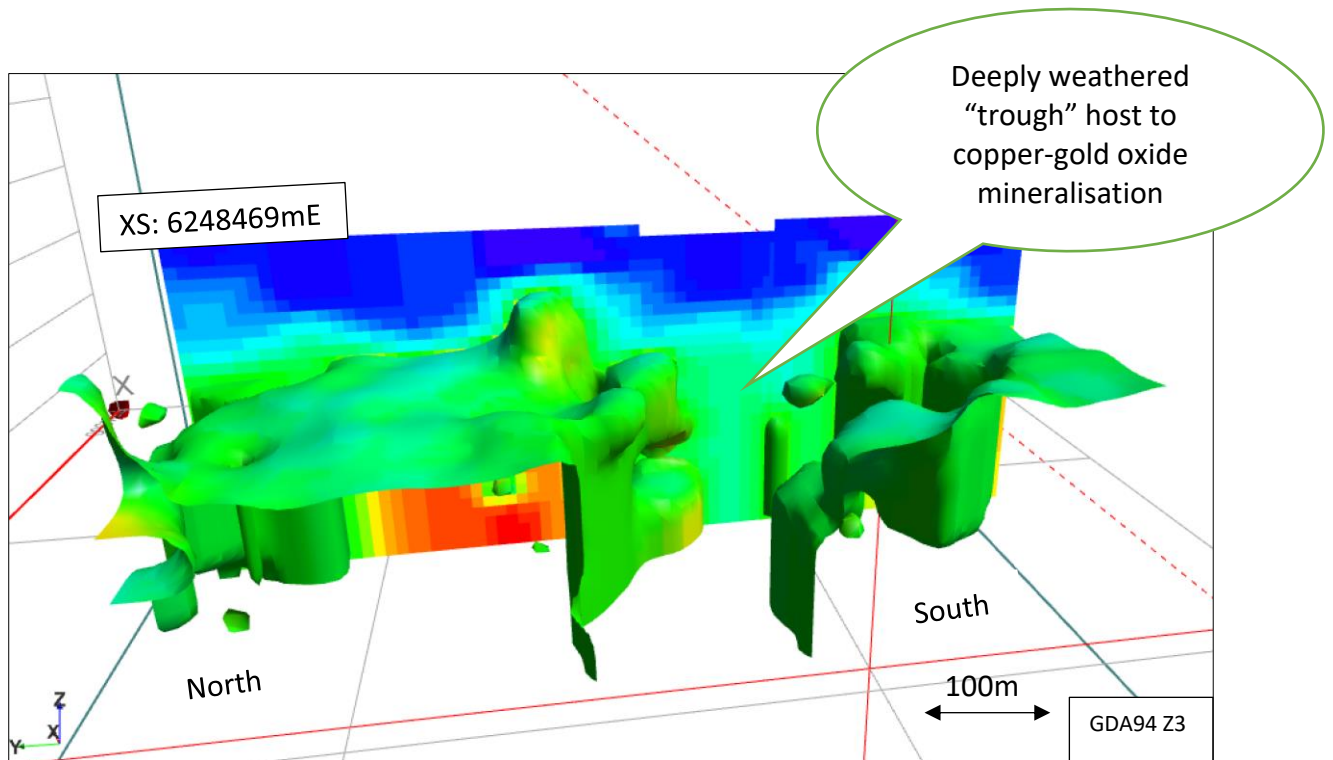 Deeply weathered
“trough” host to
copper-gold oxide
mineralisation
XS: 6248469mE
X
North
South
100m
GDA94 Z3
Z
X
Y